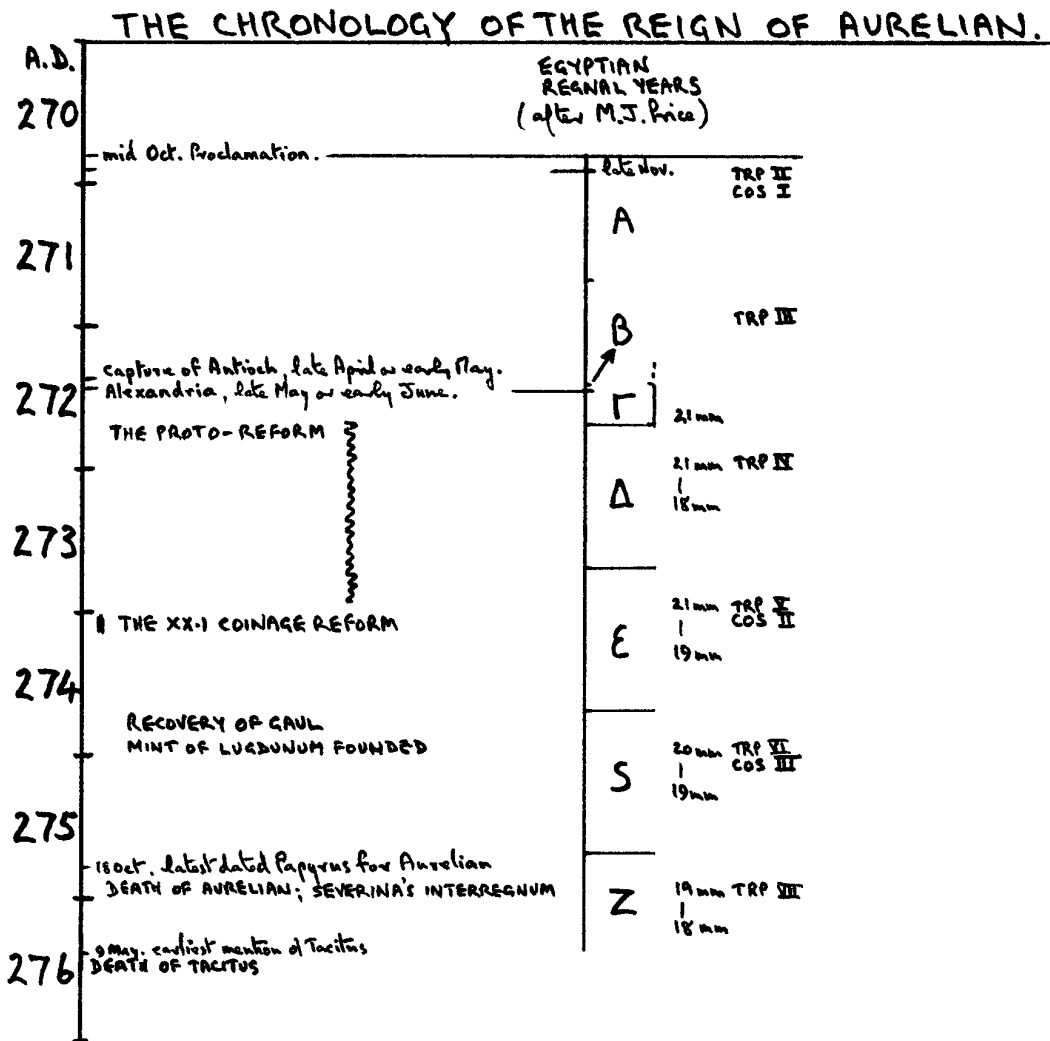 THE CHRONOLOGY OF THE REIGN OF AURELIAN.
A.D.
EGYPTIAN
REGNAL YEARS
(after M.J. Price)
270
mid Oct. Proclamation.
late Nov.
TRP II
COS I
A
271
B
TRP III
capture of Antioch, late April or early May.
272
Alexandria, late May or early June.
Γ
21mm
THE PROTO-REFORM
21mm TRP IV
Δ
18mm
273
THE XX·I COINAGE REFORM
21mm TRP V
COS II
Ε
19mm
274
RECOVERY OF GAUL
MINT OF LUGDUNUM FOUNDED
20mm TRP VI
COS III
S
19mm
275
18 Oct. latest dated Papyrus for Aurelian
DEATH OF AURELIAN; SEVERINA'S INTERREGNUM
Z
19mm TRP VII
18mm
9 May. earliest mention of Tacitus
276
DEATH OF TACITUS